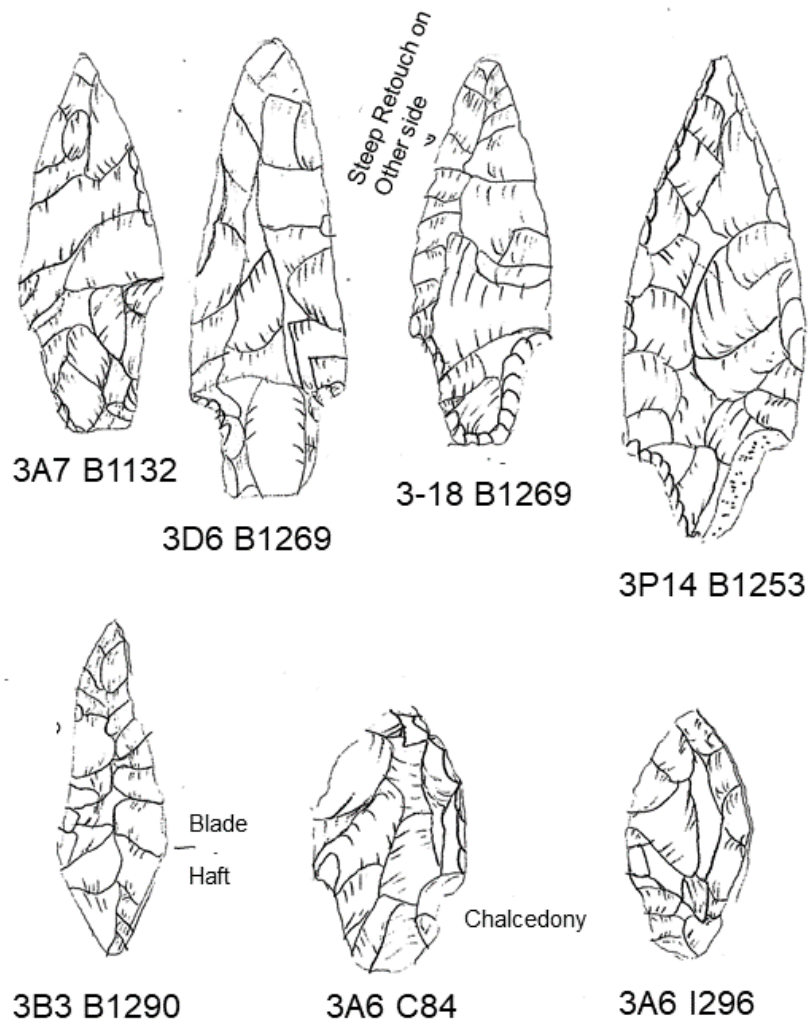 Steep Retouch on
Other side
3A7 B1132
3D6 B1269
3-18 B1269
3P14 B1253
Blade
Haft
Chalcedony
3B3 B1290
3A6 C84
3A6 I296